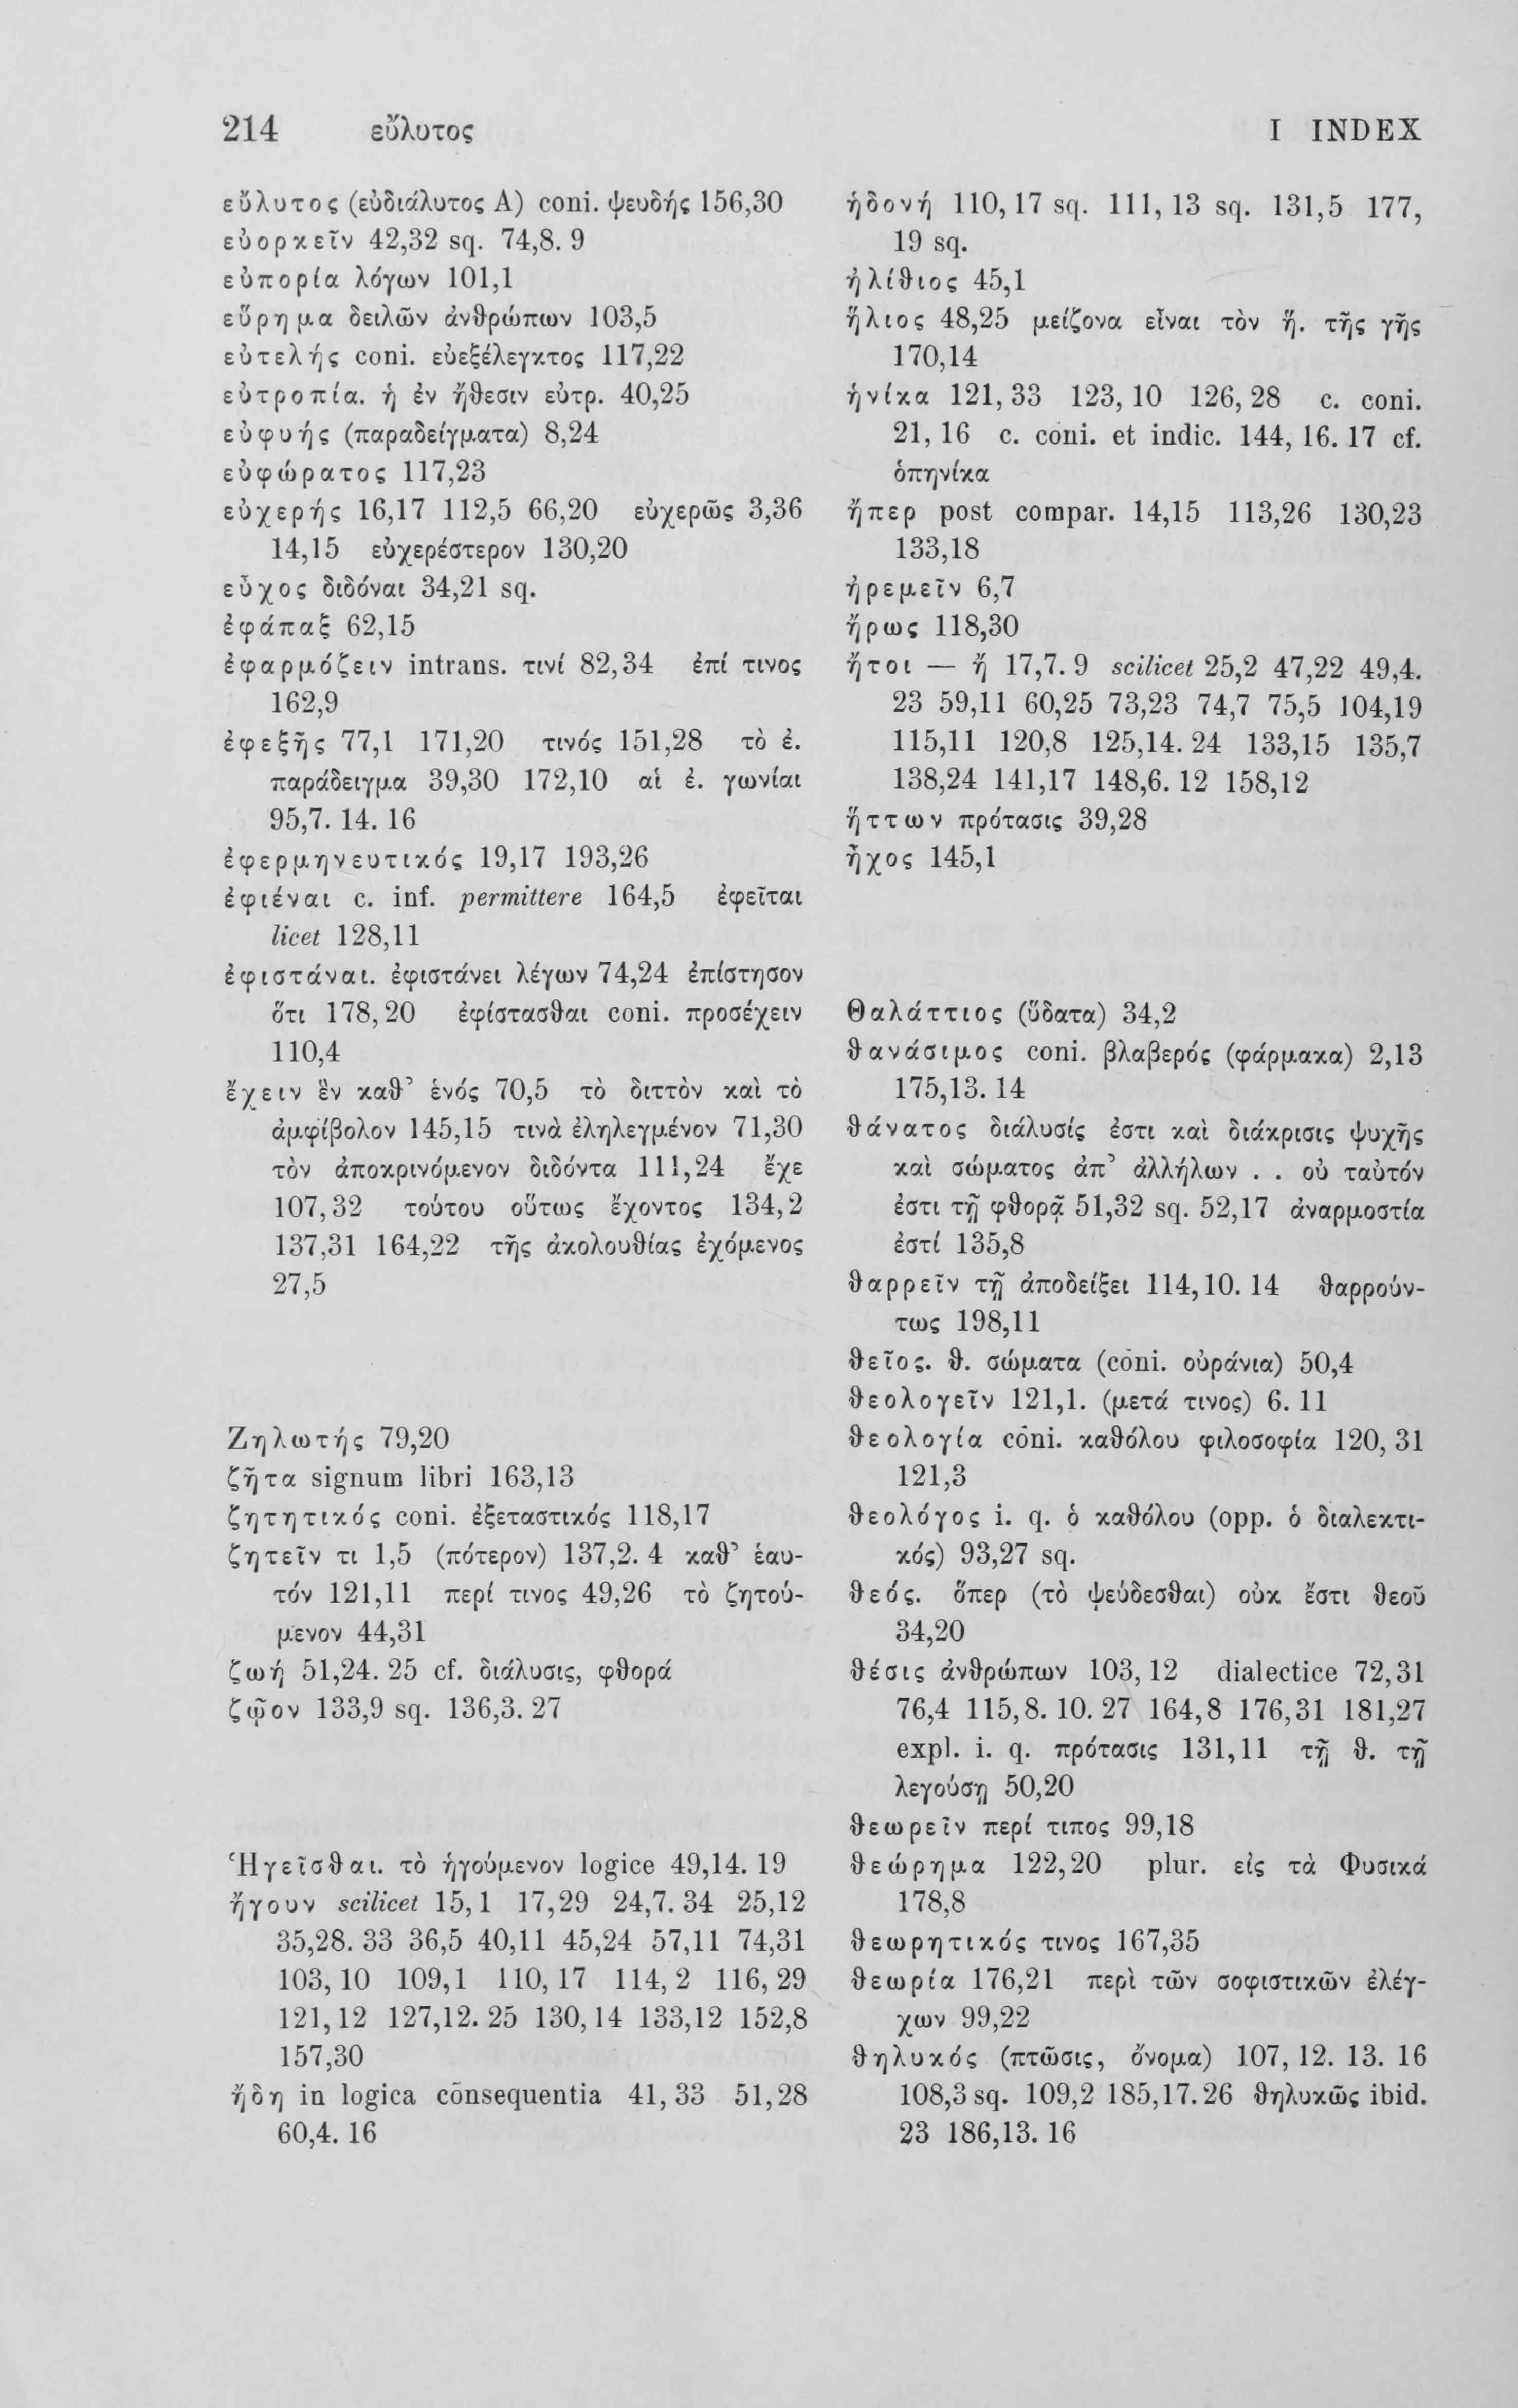 214 εὔλυτος
I INDEX
εὔλυτος (εὐδιάλυτος A) coni. ψευδής 156,30
εὐορκεῖν 42,32 sq. 74,8. 9
εὐπορία λόγων 101,1
εὕρημα δειλῶν ἀνθρώπων 103,5
εὐτελής coni. εὐεξέλεγκτος 117,22
εὐτροπία. ἡ ἐν ἤθεσιν εὐτρ. 40,25
εὐφυής (παραδείγματα) 8,24
εὐφώρατος 117,23
εὐχερής 16,17 112,5 66,20 εὐχερῶς 3,36
14,15 εὐχερέστερον 130,20
εὖχος διδόναι 34,21 sq.
ἐφάπαξ 62,15
ἐφαρμόζειν intrans. τινί 82,34 ἐπί τινος
162,9
ἐφεξῆς 77,1 171,20 τινός 151,28 τὸ ἐ.
παράδειγμα 39,30 172,10 αἱ ἐ. γωνίαι
95,7. 14. 16
ἐφερμηνευτικός 19,17 193,26
ἐφιέναι c. inf. permittere 164,5 ἐφεῖται
licet 128,11
ἐφιστάναι. ἐφιστάνει λέγων 74,24 ἐπίστησον
ὅτι 178,20 ἐφίστασθαι coni. προσέχειν
110,4
ἔχειν ἓν καθ’ ἑνός 70,5 τὸ διττὸν καὶ τὸ
ἀμφίβολον 145,15 τινὰ ἐληλεγμένον 71,30
τὸν ἀποκρινόμενον διδόντα 111,24 ἔχε
107,32 τούτου οὕτως ἔχοντος 134,2
137,31 164,22 τῆς ἀκολουθίας ἐχόμενος
27,5
Ζηλωτής 79,20
ζῆτα signum libri 163,13
ζητητικός coni. ἐξεταστικός 118,17
ζητεῖν τι 1,5 (πότερον) 137,2. 4 καθ’ ἑαυ-
τόν 121,11 περί τινος 49,26 τὸ ζητού-
μενον 44,31
ζωή 51,24. 25 cf. διάλυσις, φθορά
ζῷον 133,9 sq. 136,3. 27
Ἡγεῖσθαι. τὸ ἡγούμενον logice 49,14. 19
ἤγουν scilicet 15,1 17,29 24,7. 34 25,12
35,28. 33 36,5 40,11 45,24 57,11 74,31
103,10 109,1 110,17 114,2 116,29
121,12 127,12. 25 130,14 133,12 152,8
157,30
ἤδη in logica consequentia 41,33 51,28
60,4. 16
ἡδονή 110,17 sq. 111,13 sq. 131,5 177,
19 sq.
ἠλίθιος 45,1
ἥλιος 48,25 μείζονα εἶναι τὸν ἥ. τῆς γῆς
170,14
ἡνίκα 121,33 123,10 126,28 c. coni.
21,16 c. coni. et indic. 144,16. 17 cf.
ὁπηνίκα
ἤπερ post compar. 14,15 113,26 130,23
133,18
ἠρεμεῖν 6,7
ἥρως 118,30
ἤτοι — ἤ 17,7. 9 scilicet 25,2 47,22 49,4.
23 59,11 60,25 73,23 74,7 75,5 104,19
115,11 120,8 125,14. 24 133,15 135,7
138,24 141,17 148,6. 12 158,12
ἥττων πρότασις 39,28
ἦχος 145,1
Θαλάττιος (ὕδατα) 34,2
θανάσιμος coni. βλαβερός (φάρμακα) 2,13
175,13. 14
θάνατος διάλυσίς ἐστι καὶ διάκρισις ψυχῆς
καὶ σώματος ἀπ’ ἀλλήλων . . οὐ ταὐτόν
ἐστι τῇ φθορᾷ 51,32 sq. 52,17 ἀναρμοστία
ἐστί 135,8
θαρρεῖν τῇ ἀποδείξει 114,10. 14 θαρρούν-
τως 198,11
θεῖος. θ. σώματα (coni. οὐράνια) 50,4
θεολογεῖν 121,1. (μετά τινος) 6. 11
θεολογία coni. καθόλου φιλοσοφία 120,31
121,3
θεολόγος i. q. ὁ καθόλου (opp. ὁ διαλεκτι-
κός) 93,27 sq.
θεός. ὅπερ (τὸ ψεύδεσθαι) οὐκ ἔστι θεοῦ
34,20
θέσις ἀνθρώπων 103,12 dialectice 72,31
76,4 115,8. 10. 27 164,8 176,31 181,27
expl. i. q. πρότασις 131,11 τῇ θ. τῇ
λεγούσῃ 50,20
θεωρεῖν περί τιπος 99,18
θεώρημα 122,20 plur. εἰς τὰ Φυσικά
178,8
θεωρητικός τινος 167,35
θεωρία 176,21 περὶ τῶν σοφιστικῶν ἐλέγ-
χων 99,22
θηλυκός (πτῶσις, ὄνομα) 107,12. 13. 16
108,3 sq. 109,2 185,17. 26 θηλυκῶς ibid.
23 186,13. 16